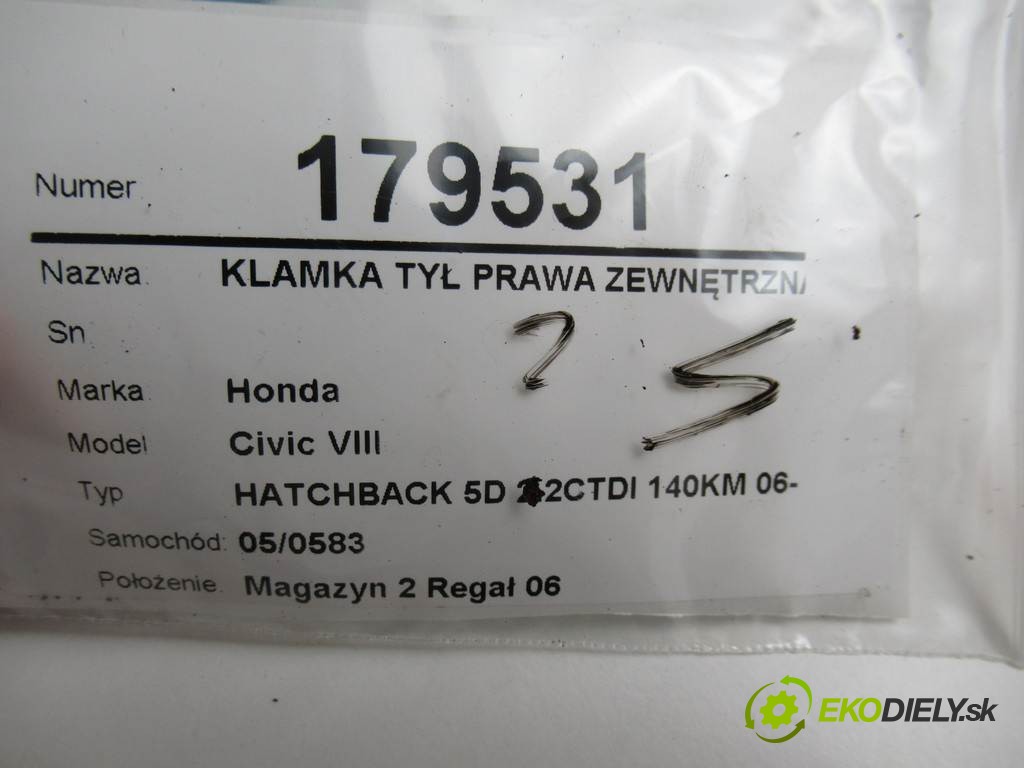 Numer 179531
Nazwa. KLAMKA TYŁ PRAWA ZEWNĘTRZNA
Sn
Marka Honda
Model Civic VIII
Typ HATCHBACK 5D 2.2CTDI 140KM 06-
Samochód: 05/0583
Położenie. Magazyn 2 Regał 06
EKODIELY.sk